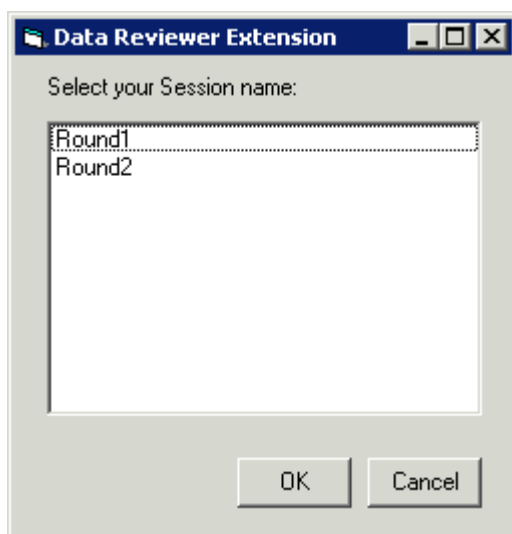 Data Reviewer Extension
Select your Session name:
Round1
Round2
OK Cancel